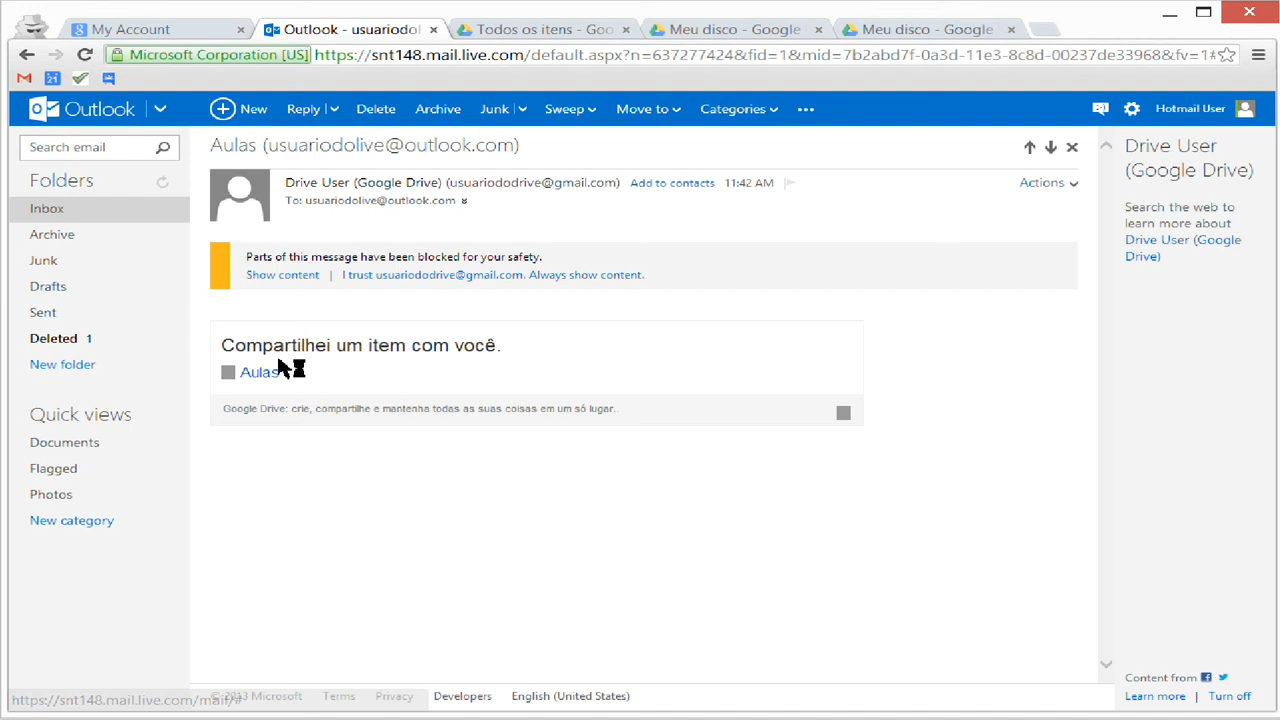 My Account
Outlook - usuariodol
Todos os itens - Goo
Meu disco - Google
Meu disco - Google
Microsoft Corporation [US] https://snt148.mail.live.com/default.aspx?n=637277424&fid=1&mid=7b2abd7f-0a3d-11e3-8c8d-00237de33968&fv=1#
Outlook New Reply Delete Archive Junk Sweep Move to Categories ••• Hotmail User
Search email
Folders
Inbox
Archive
Junk
Drafts
Sent
Deleted 1
New folder
Quick views
Documents
Flagged
Photos
New category
Aulas (usuariodolive@outlook.com)
Drive User (Google Drive) (usuariododrive@gmail.com) Add to contacts 11:42 AM
Actions
To: usuariodolive@outlook.com
Parts of this message have been blocked for your safety.
Show content | I trust usuariododrive@gmail.com. Always show content.
Compartilhei um item com você.
Aulas
Google Drive: crie, compartilhe e mantenha todas as suas coisas em um só lugar..
Drive User
(Google Drive)
Search the web to
learn more about
Drive User (Google
Drive)
Content from
Learn more | Turn off
https://snt148.mail.live.com/mail/#
© 2013 Microsoft Terms Privacy Developers English (United States)